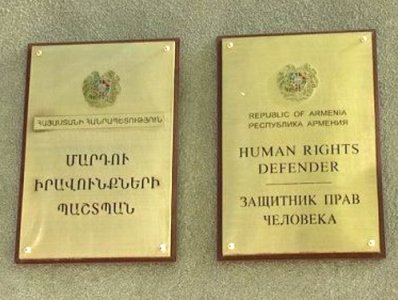 ՀԱՅԱՍՏԱՆԻ ՀԱՆՐԱՊԵՏՈՒԹՅՈՒՆ
ՄԱՐԴՈՒ
ԻՐԱՎՈՒՆՔՆԵՐԻ
ՊԱՇՏՊԱՆ
REPUBLIC OF ARMENIA
РЕСПУБЛИКА АРМЕНИЯ
HUMAN RIGHTS
DEFENDER
ЗАЩИТНИК ПРАВ
ЧЕЛОВЕКА